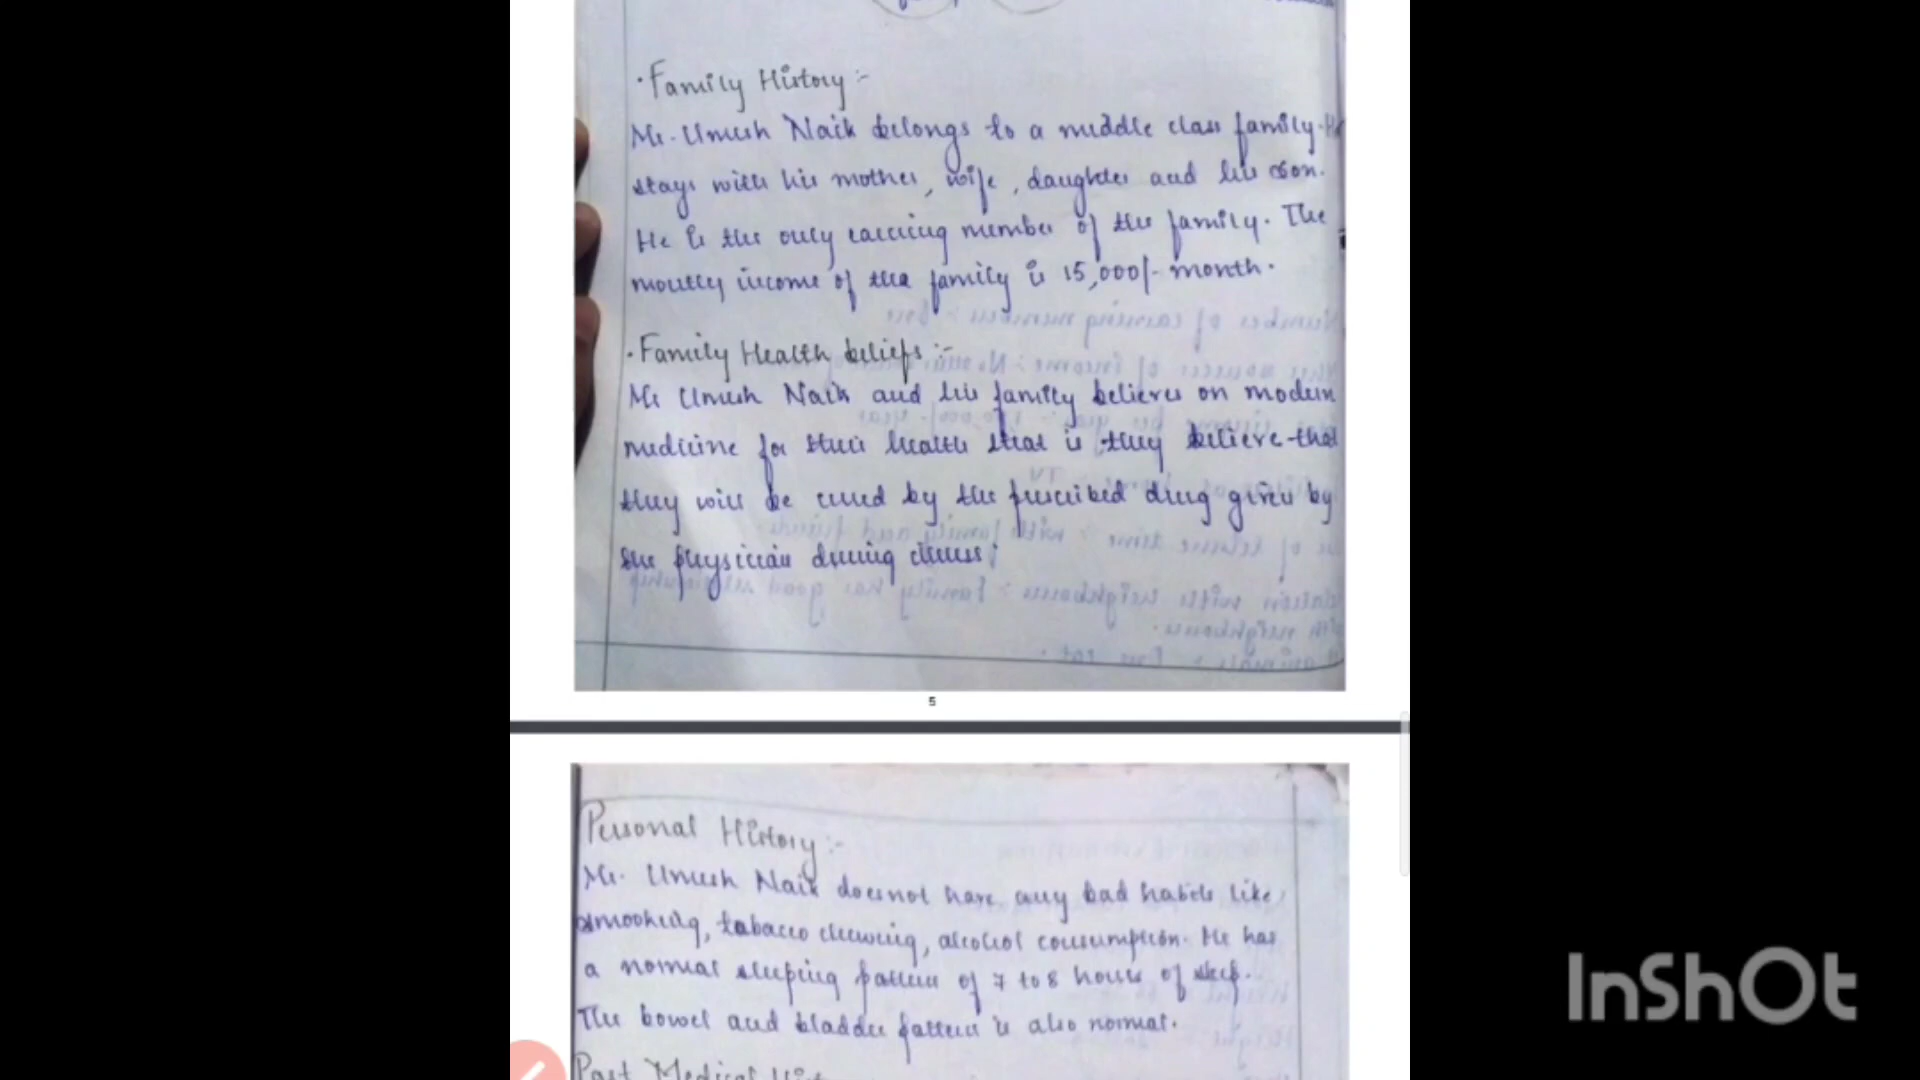 · Family History :-
Mr. Umesh Naik belongs to a middle class family. He
stays with his mother, wife, daughter and his son.
He is the only earning member of the family. The
montly income of the family is 15,000/- month.
· Family Health beliefs :-
Mr Umesh Naik and his family believes on modern
medicine for their health that is they believe that
they will be cured by the prescribed drug given by
the physician during illness.
5
Personal History :-
Mr. Umesh Naik doesnot have any bad habits like
smooking, tobacco chewing, alcohol consumption. He has
a normal sleeping pattern of 7 to 8 hours of sleep.
The bowel and bladder pattern is also normal.
Past Medical
InShOt